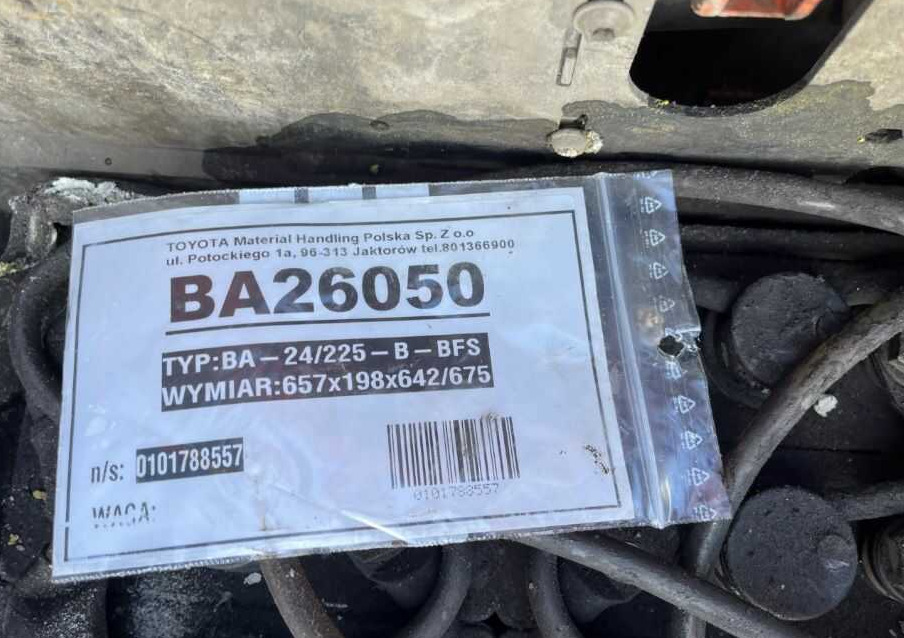 TOYOTA Material Handling Polska Sp. Z o.o
ul. Potockiego 1a, 96-313 Jaktorów tel.801366900
BA26050
TYP:BA – 24/225 – B – BFS
WYMIAR:657x198x642/675
n/s: 0101788557
0101788557
WAGA: